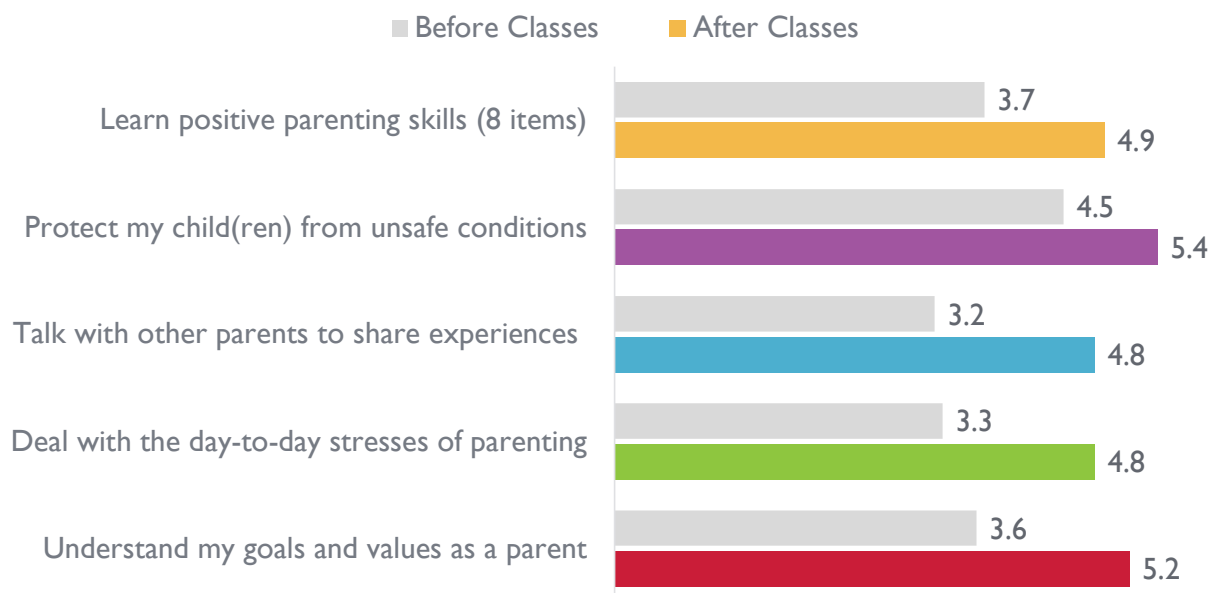 Before Classes After Classes
Learn positive parenting skills (8 items)
3.7
4.9
Protect my child(ren) from unsafe conditions
4.5
5.4
Talk with other parents to share experiences
3.2
4.8
Deal with the day-to-day stresses of parenting
3.3
4.8
Understand my goals and values as a parent
3.6
5.2